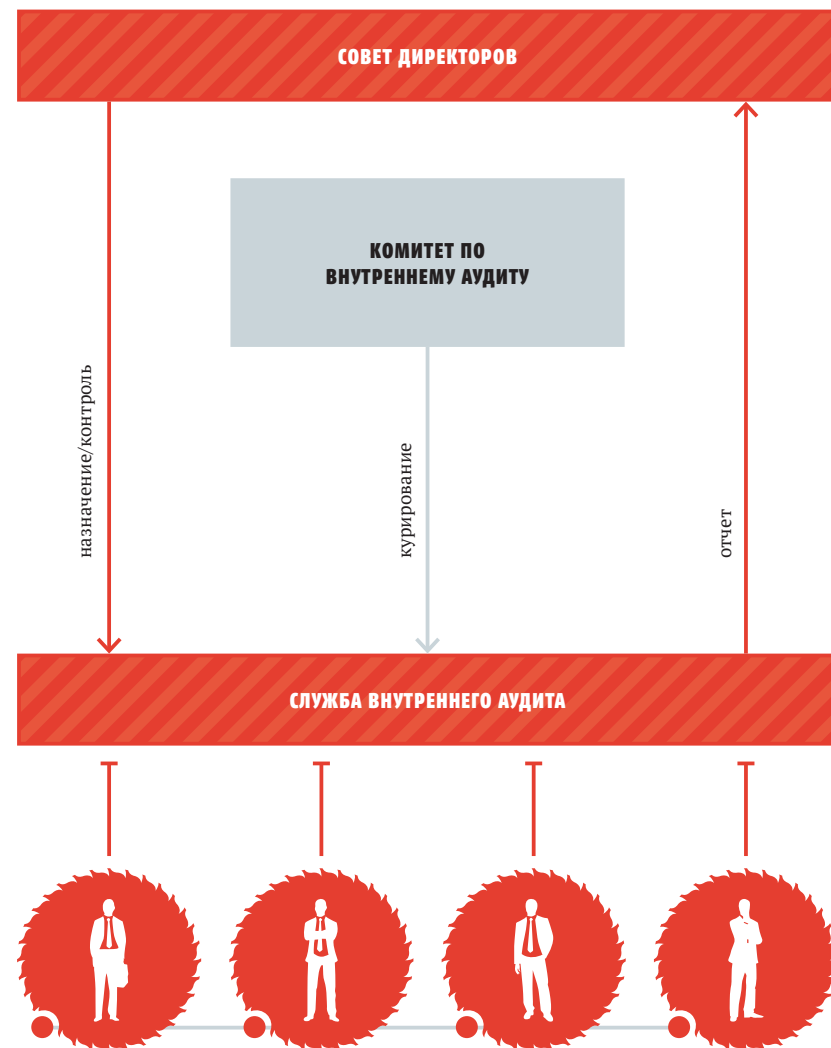 СОВЕТ ДИРЕКТОРОВ
КОМИТЕТ ПО
ВНУТРЕННЕМУ АУДИТУ
назначение/контроль
курирование
отчет
СЛУЖБА ВНУТРЕННЕГО АУДИТА